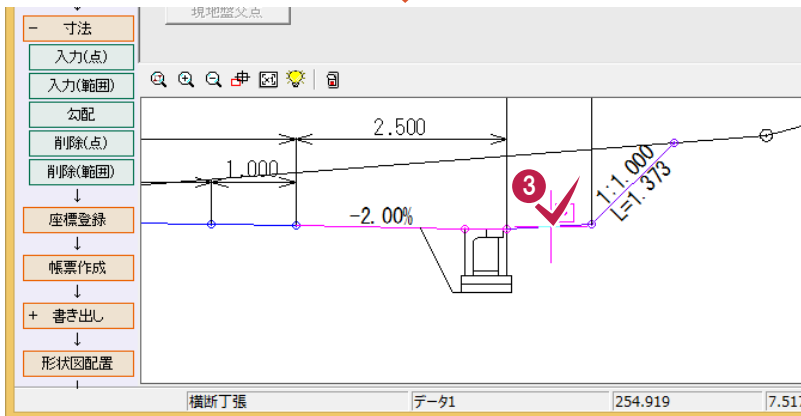 現地盤交点
− 寸法
入力(点)
入力(範囲)
勾配
削除(点)
削除(範囲)
↓
座標登録
↓
帳票作成
↓
+ 書き出し
↓
形状図配置
2.500
1.000
-2.00%
3
1:1.000
L=1.373
横断丁張
データ1
254.919
7.517